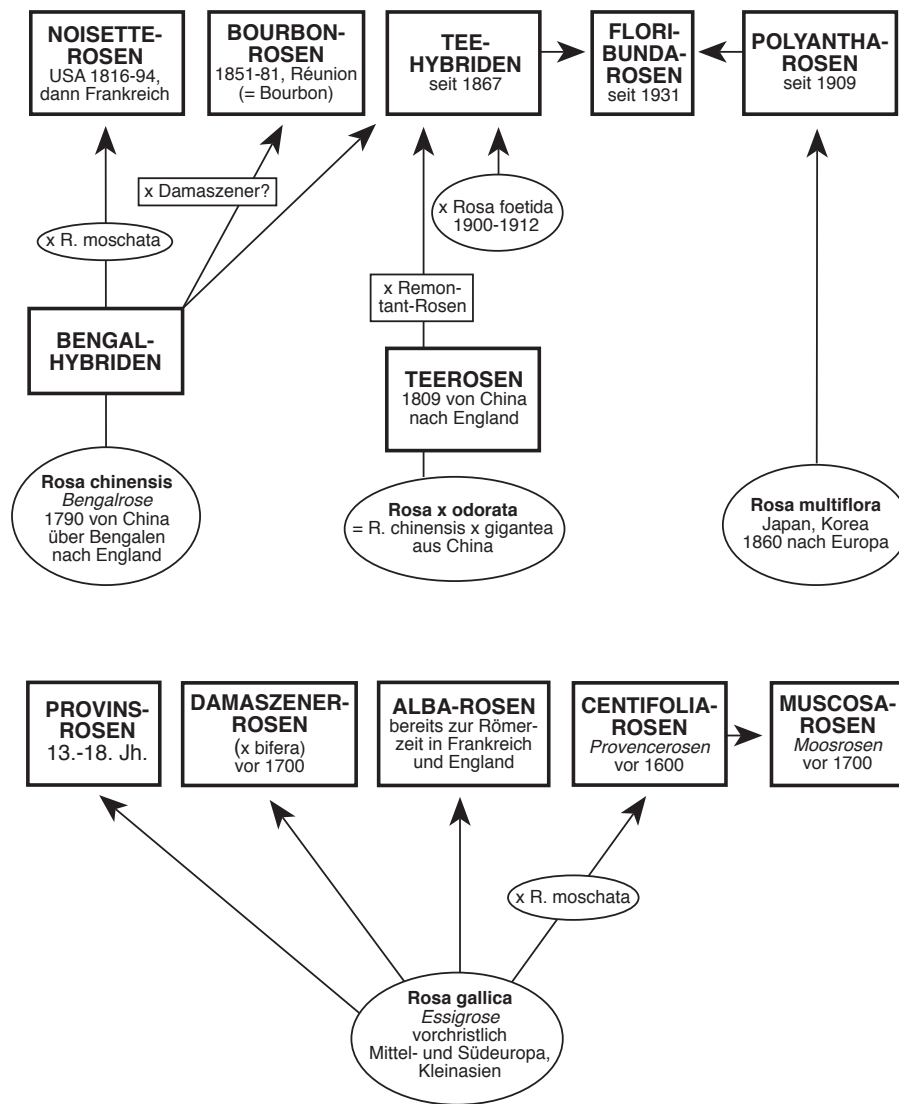 NOISETTE-
ROSEN
USA 1816-94,
dann Frankreich
BOURBON-
ROSEN
1851-81, Réunion
(= Bourbon)
TEE-
HYBRIDEN
seit 1867
FLORI-
BUNDA-
ROSEN
seit 1931
POLYANTHA-
ROSEN
seit 1909
x Damaszener?
x Rosa foetida
1900-1912
x R. moschata
x Remon-
tant-Rosen
BENGAL-
HYBRIDEN
TEEROSEN
1809 von China
nach England
Rosa chinensis
Bengalrose
1790 von China
über Bengalen
nach England
Rosa x odorata
= R. chinensis x gigantea
aus China
Rosa multiflora
Japan, Korea
1860 nach Europa
PROVINS-
ROSEN
13.-18. Jh.
DAMASZENER-
ROSEN
(x bifera)
vor 1700
ALBA-ROSEN
bereits zur Römer-
zeit in Frankreich
und England
CENTIFOLIA-
ROSEN
Provencerosen
vor 1600
MUSCOSA-
ROSEN
Moosrosen
vor 1700
x R. moschata
Rosa gallica
Essigrose
vorchristlich
Mittel- und Südeuropa,
Kleinasien